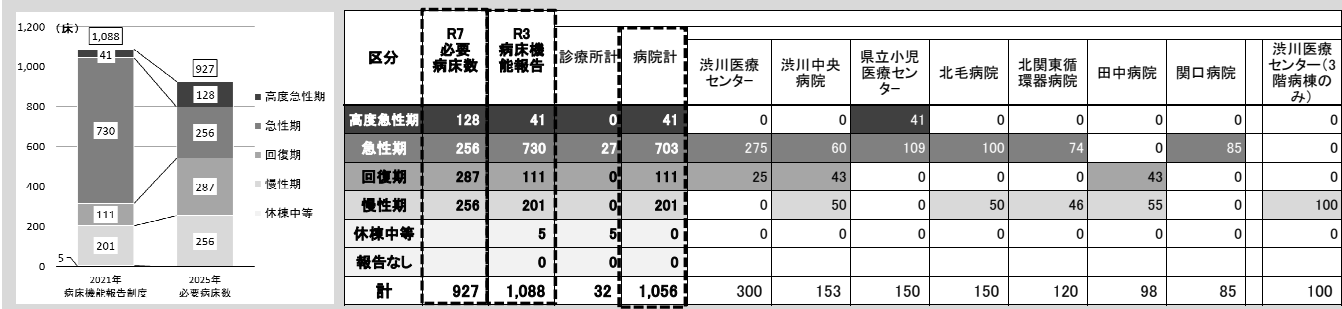 （床）
1,200
1,000
800
600
400
200
0
1,088
41
730
111
201
5
927
128
256
287
256
2021年
病床機能報告制度
2025年
必要病床数
■高度急性期
■急性期
■回復期
■慢性期
休棟中等
区分 R7必要病床数 R3病床機能報告 診療所計 病院計 渋川医療センター 渋川中央病院 県立小児医療センター 北毛病院 北関東循環器病院 田中病院 関口病院 渋川医療センター（3階病棟のみ）
高度急性期 128 41 0 41 0 0 41 0 0 0 0 0
急性期 256 730 27 703 275 60 109 100 74 0 85 0
回復期 287 111 0 111 25 43 0 0 0 43 0 0
慢性期 256 201 0 201 0 50 0 50 46 55 0 100
休棟中等 5 5 0 0 0 0 0 0 0 0 0
報告なし 0 0 0
計 927 1,088 32 1,056 300 153 150 150 120 98 85 100